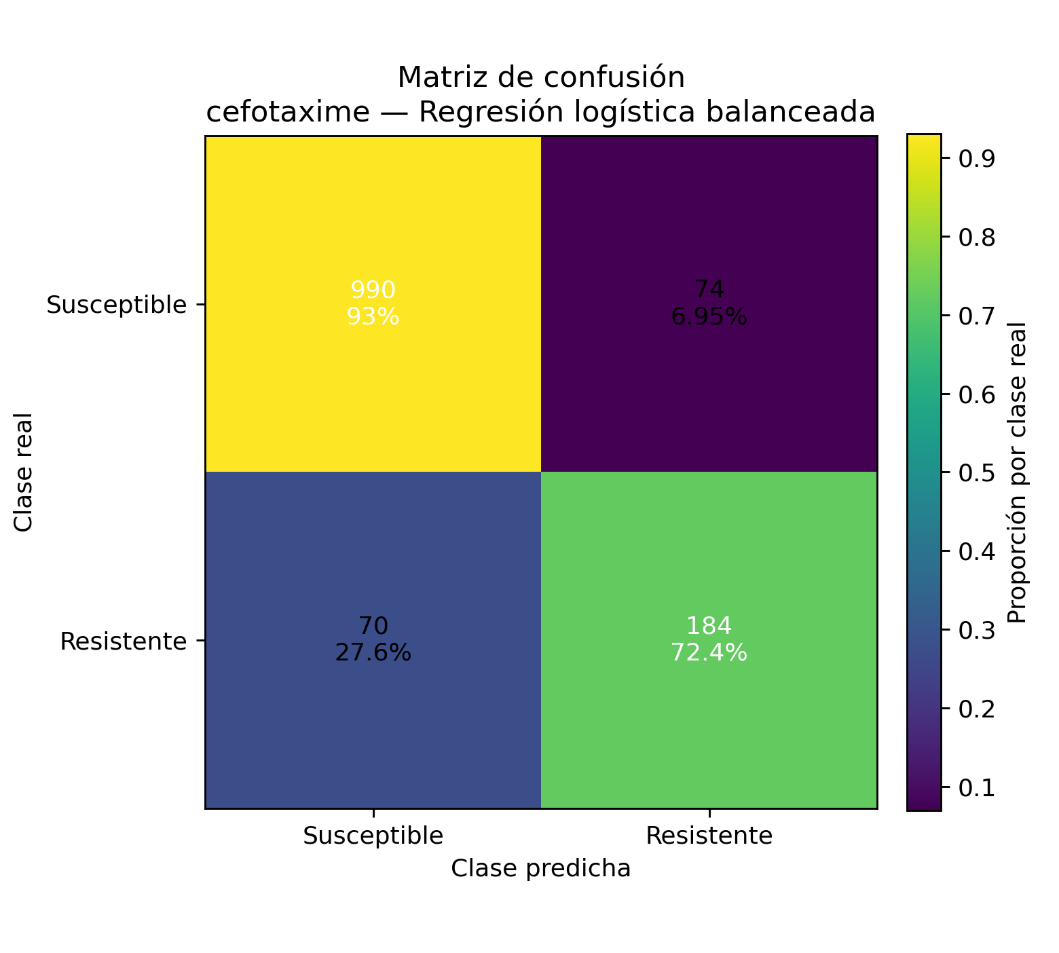 Matriz de confusión
cefotaxime — Regresión logística balanceada
Clase real
Susceptible
990
93%
74
6.95%
Resistente
70
27.6%
184
72.4%
Susceptible
Resistente
Clase predicha
0.9
0.8
0.7
0.6
0.5
0.4
0.3
0.2
0.1
Proporción por clase real